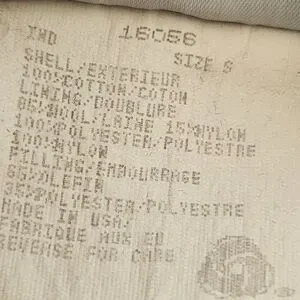 IND 16056
SIZE S
SHELL/EXTERIEUR
100%COTTON/COTON
LINING/DOUBLURE
85%WOOL/LAINE 15%NYLON
100%POLYESTER/POLYESTRE
100%NYLON
FILLING/EMBOURRAGE
65%OLEFIN
35%POLYESTER/POLYESTRE
MADE IN USA/
FABRIQUE AUX EU
REVERSE FOR CARE